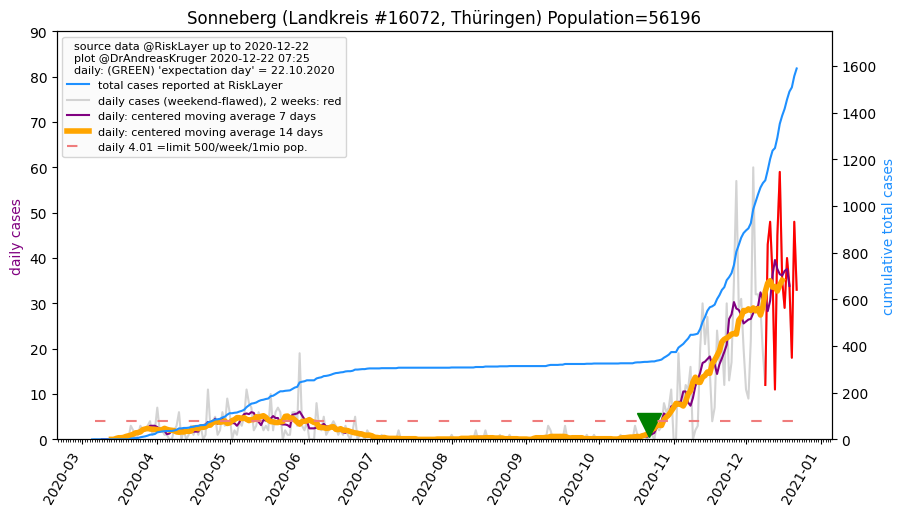 Sonneberg (Landkreis #16072, Thüringen) Population=56196
source data @RiskLayer up to 2020-12-22
plot @DrAndreasKruger 2020-12-22 07:25
daily: (GREEN) 'expectation day' = 22.10.2020
total cases reported at RiskLayer
daily cases (weekend-flawed), 2 weeks: red
daily: centered moving average 7 days
daily: centered moving average 14 days
daily 4.01 =limit 500/week/1mio pop.
daily cases
90
80
70
60
50
40
30
20
10
0
cumulative total cases
1600
1400
1200
1000
800
600
400
200
0
2020-03
2020-04
2020-05
2020-06
2020-07
2020-08
2020-09
2020-10
2020-11
2020-12
2021-01